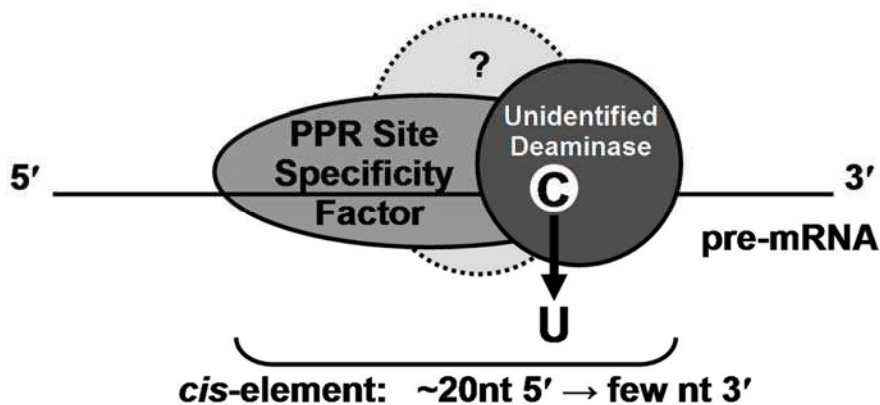 ?
Unidentified
Deaminase
PPR Site
Specificity
Factor
C
5′
3′
pre-mRNA
U
cis-element: ~20nt 5′ → few nt 3′